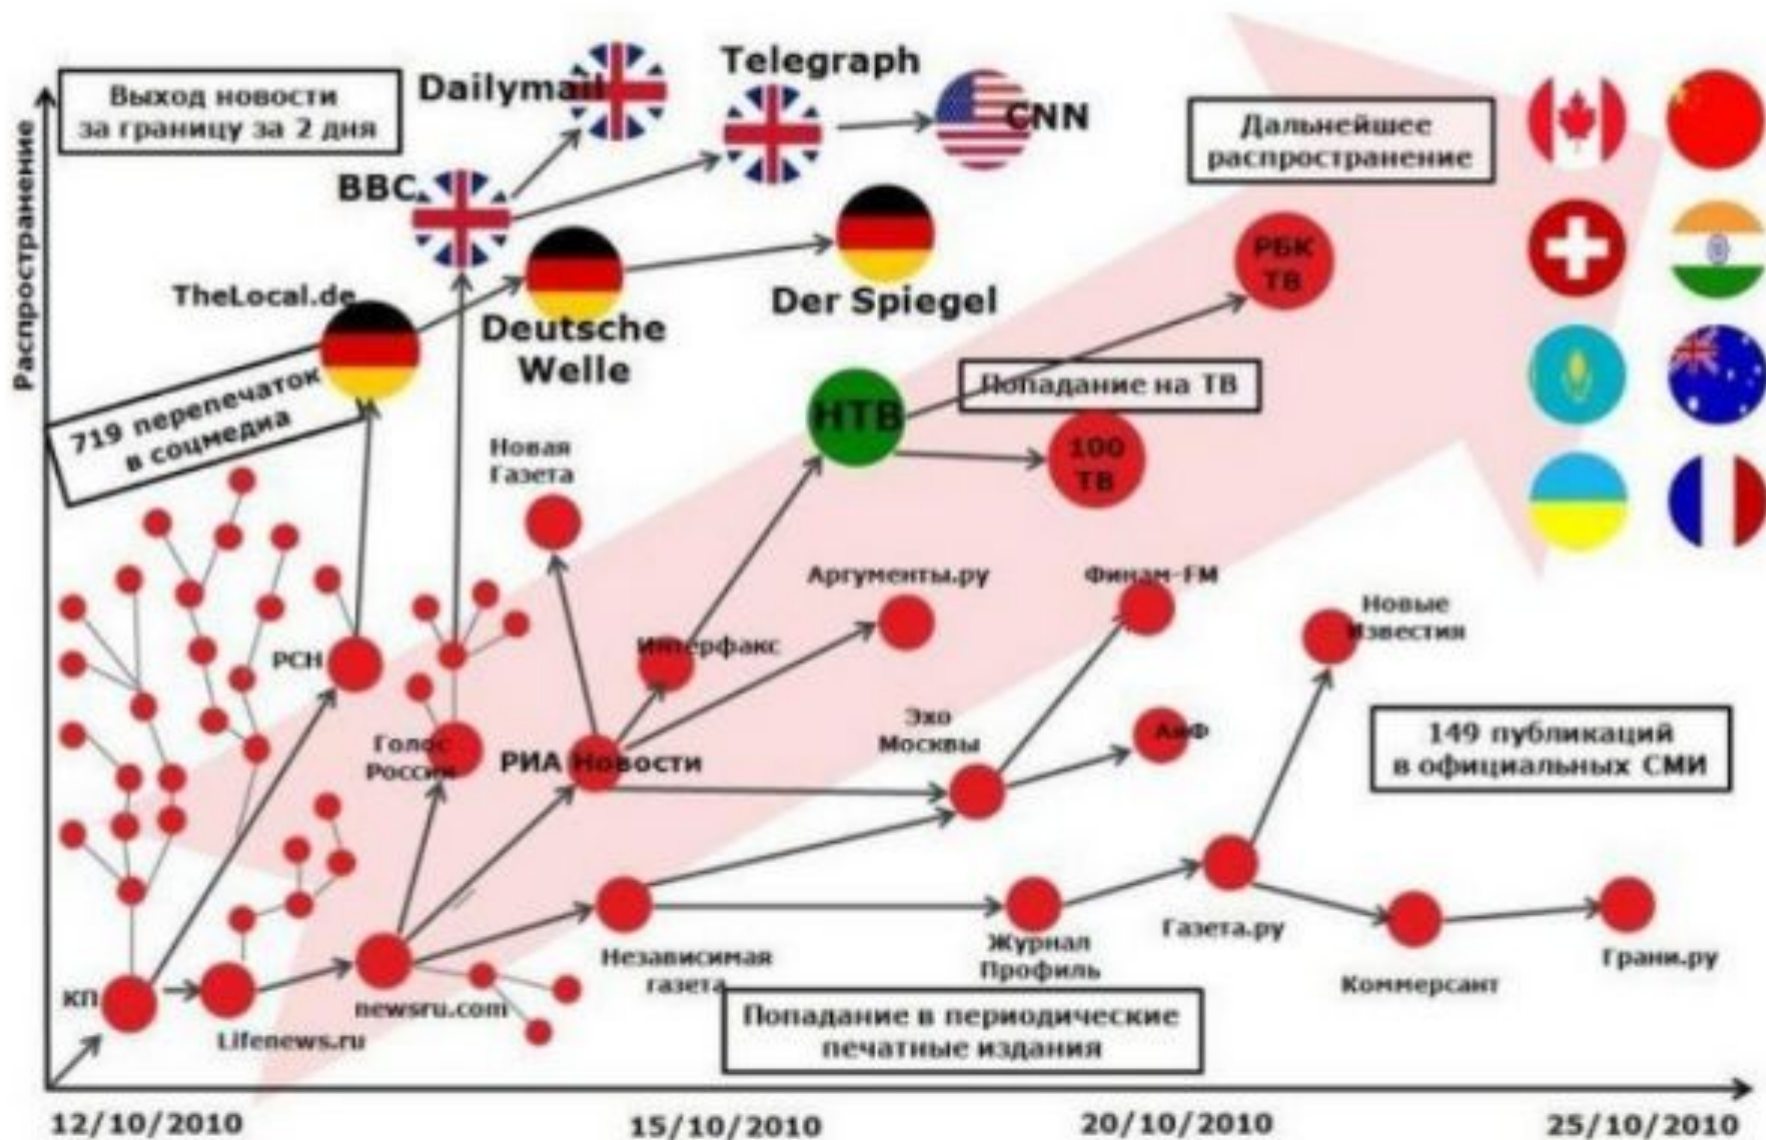 Распространение
Выход новости
за границу за 2 дня
Dailymail
Telegraph
CNN
Дальнейшее
распространение
BBC
РБК
ТВ
TheLocal.de
Deutsche
Welle
Der Spiegel
719 перепечаток
в соцмедиа
НТВ
Попадание на ТВ
100
ТВ
Новая
Газета
Аргументы.ру
Финам-FM
Новые
Известия
РСН
Интерфакс
Голос
России
РИА Новости
Эхо
Москвы
АиФ
149 публикаций
в официальных СМИ
КП
Lifenews.ru
newsru.com
Независимая
газета
Журнал
Профиль
Газета.ру
Коммерсант
Грани.ру
Попадание в периодические
печатные издания
12/10/2010
15/10/2010
20/10/2010
25/10/2010